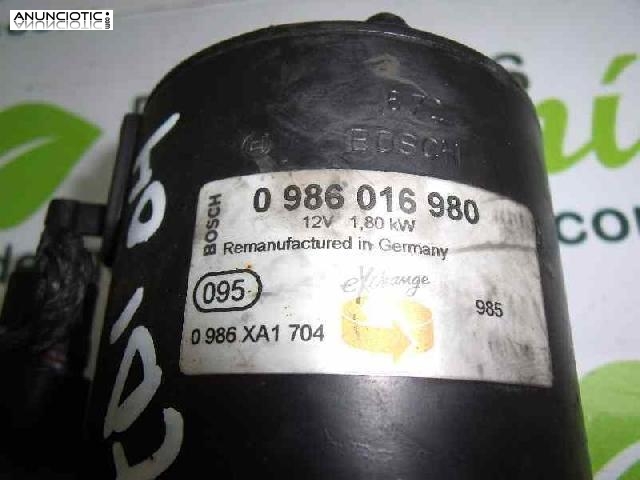 ANUNCIOTIC
BOSCH
BOSCH
0 986 016 980
12V 1,80 kW
Remanufactured in Germany
095
eXchange
985
0 986 XA1 704
CDI